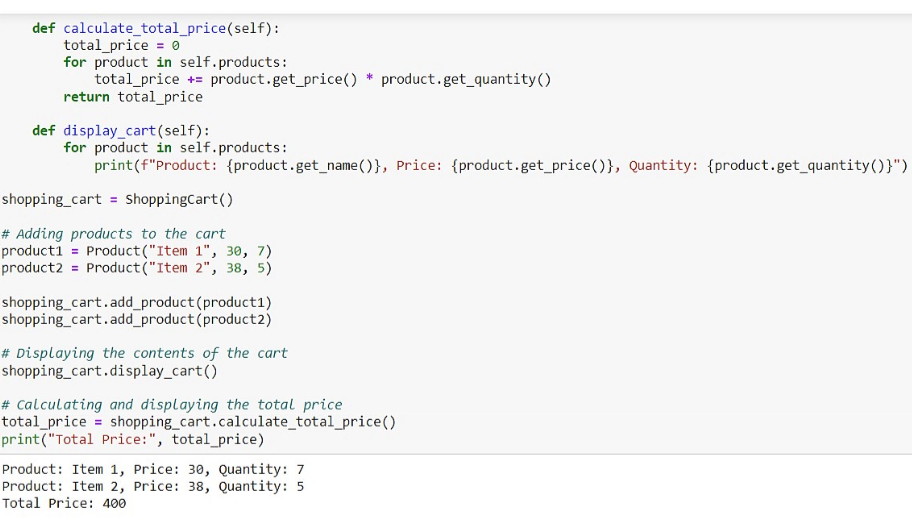 def calculate_total_price(self):
        total_price = 0
        for product in self.products:
            total_price += product.get_price() * product.get_quantity()
        return total_price

    def display_cart(self):
        for product in self.products:
            print(f"Product: {product.get_name()}, Price: {product.get_price()}, Quantity: {product.get_quantity()}")

shopping_cart = ShoppingCart()

# Adding products to the cart
product1 = Product("Item 1", 30, 7)
product2 = Product("Item 2", 38, 5)

shopping_cart.add_product(product1)
shopping_cart.add_product(product2)

# Displaying the contents of the cart
shopping_cart.display_cart()

# Calculating and displaying the total price
total_price = shopping_cart.calculate_total_price()
print("Total Price:", total_price)

Product: Item 1, Price: 30, Quantity: 7
Product: Item 2, Price: 38, Quantity: 5
Total Price: 400